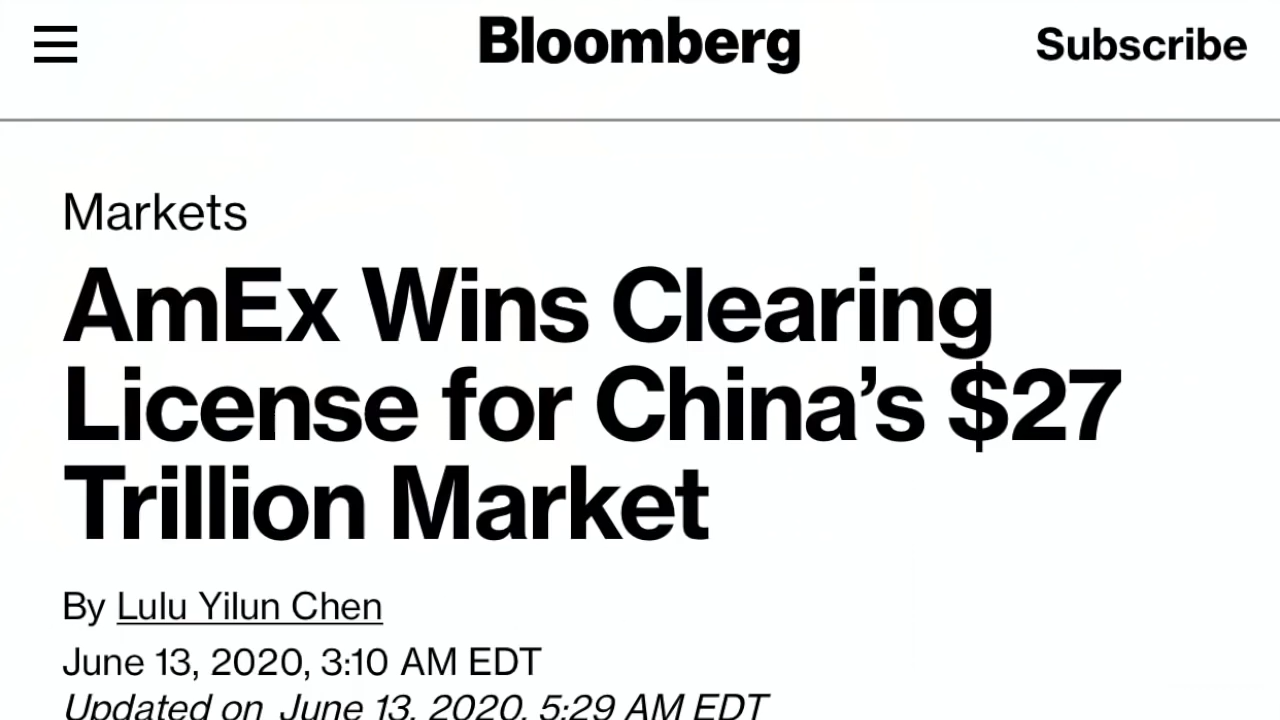 Bloomberg
Subscribe
Markets
AmEx Wins Clearing
License for China’s $27
Trillion Market
By Lulu Yilun Chen
June 13, 2020, 3:10 AM EDT
Updated on June 13, 2020, 5:29 AM EDT